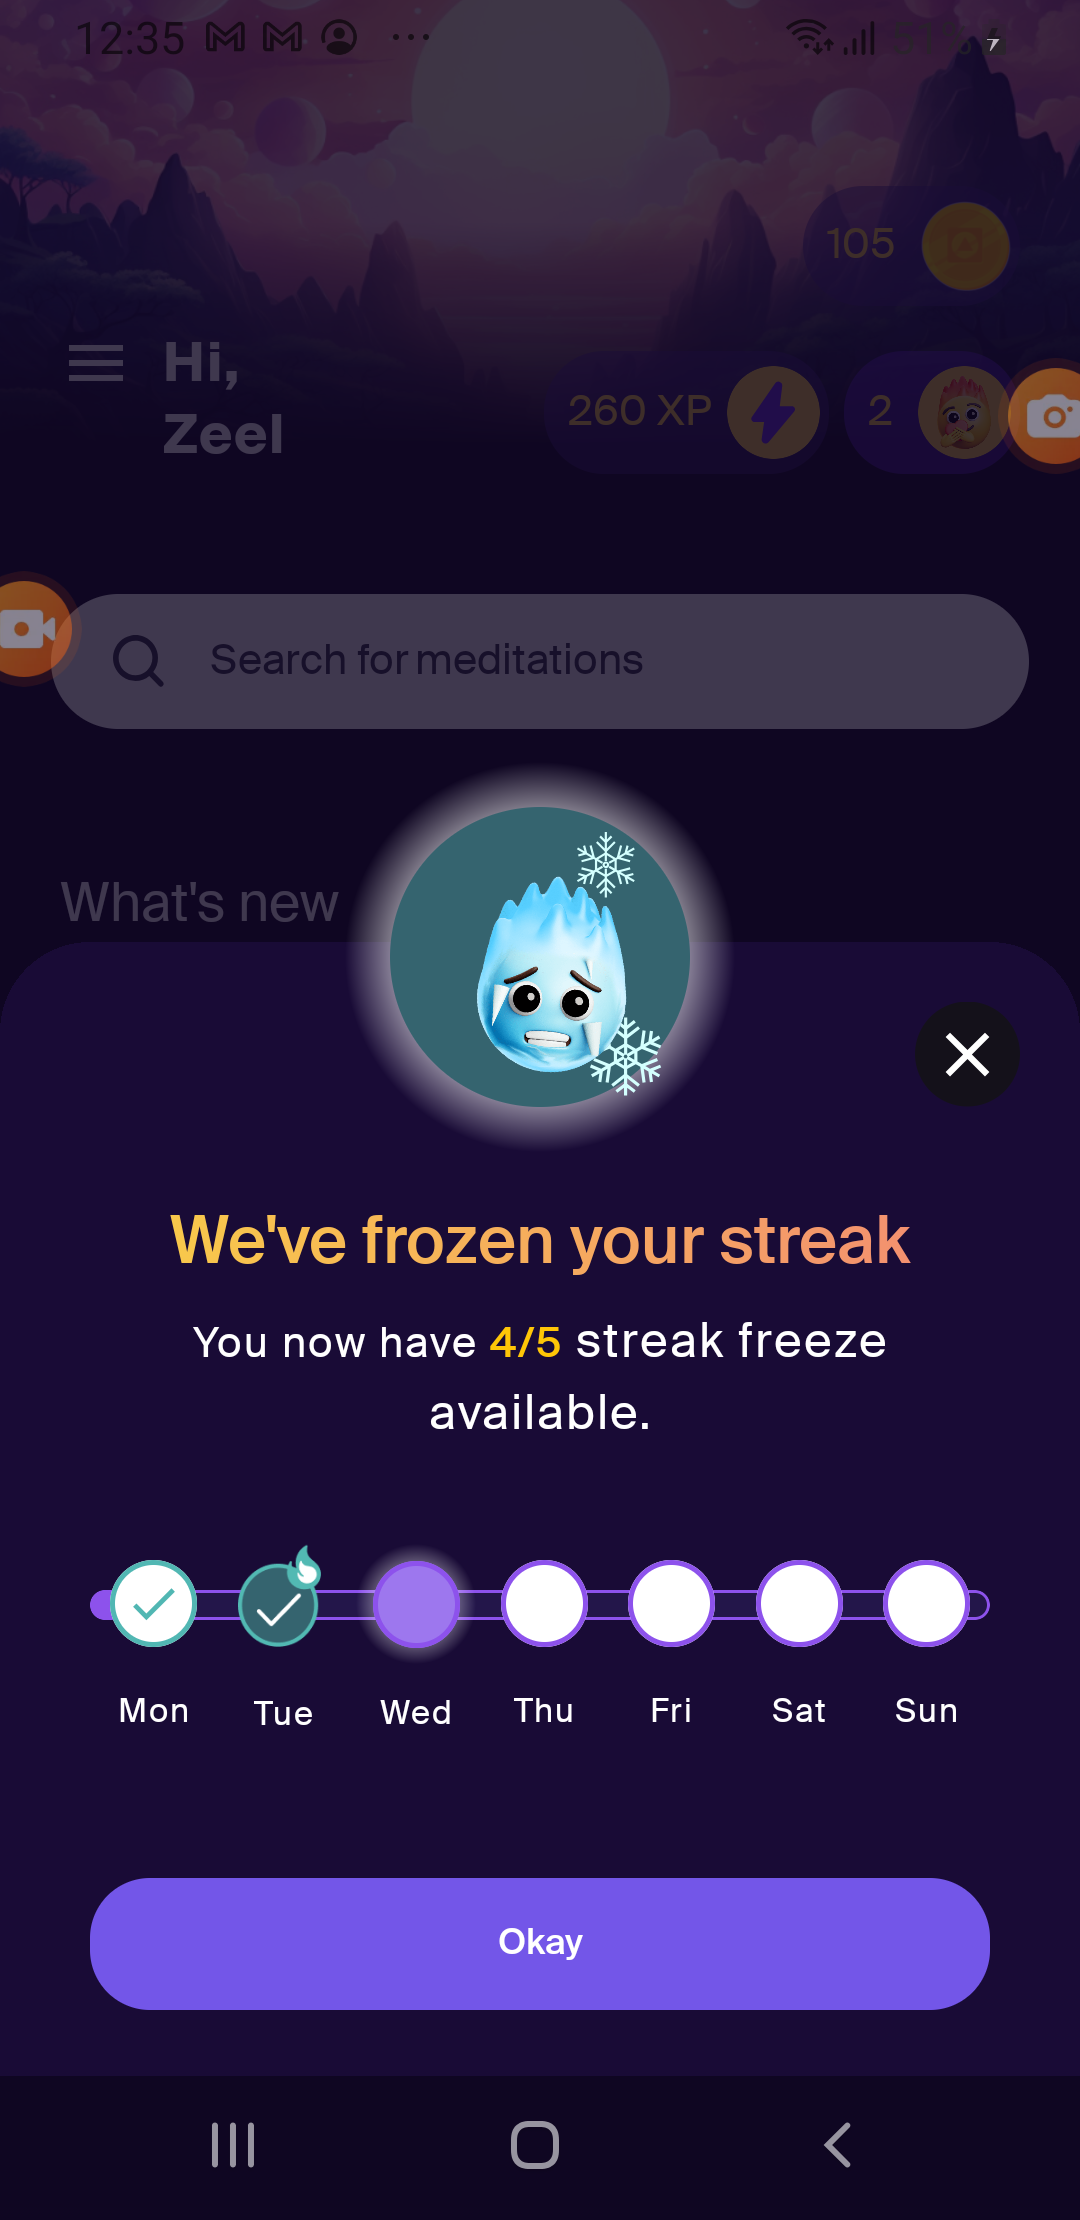 12:35
51%
105
Hi,
Zeel
260 XP
2
Search for meditations
What's new
We've frozen your streak
You now have 4/5 streak freeze
available.
Mon Tue Wed Thu Fri Sat Sun
Okay